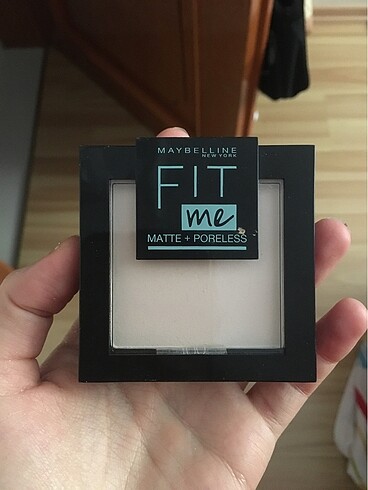 MAYBELLINE
NEW YORK
FIT
me
MATTE + PORELESS